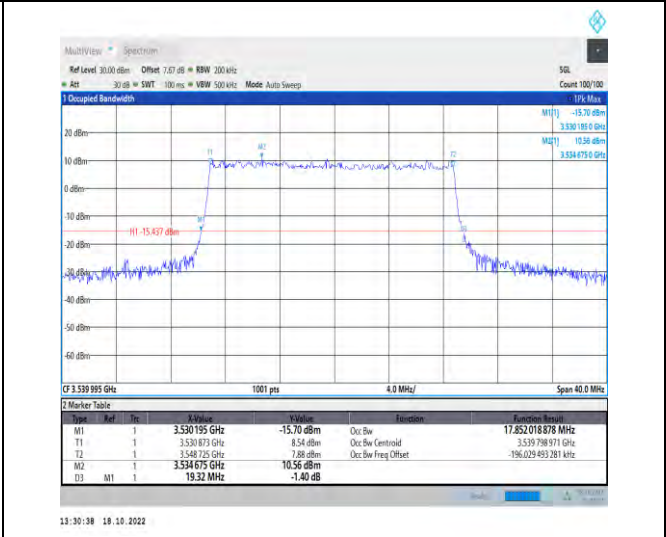 MultiView Spectrum
Ref Level 30.00 dBm Offset 7.67 dB RBW 200 kHz SGL
Att 30 dB SWT 100 ms VBW 500 kHz Mode Auto Sweep Count 100/100
1 Occupied Bandwidth 1Pk Max
M1[1] -15.70 dBm
3.530 195 0 GHz
20 dBm
M2[1] 10.56 dBm
3.534 675 0 GHz
T1 M2 T2
10 dBm
0 dBm
-10 dBm
H1 -15.437 dBm
-20 dBm
-30 dBm
-40 dBm
-50 dBm
-60 dBm
CF 3.539 995 GHz 1001 pts 4.0 MHz/ Span 40.0 MHz
2 Marker Table
Type Ref Trc X-Value Y-Value Function Function Result
M1 1 3.530 195 GHz -15.70 dBm Occ Bw 17.852 018 878 MHz
T1 1 3.530 873 GHz 8.54 dBm Occ Bw Centroid 3.539 798 971 GHz
T2 1 3.548 725 GHz 7.88 dBm Occ Bw Freq Offset -196.029 493 281 kHz
M2 1 3.534 675 GHz 10.56 dBm
D3 M1 1 19.32 MHz -1.40 dB
13:30:38 18.10.2022